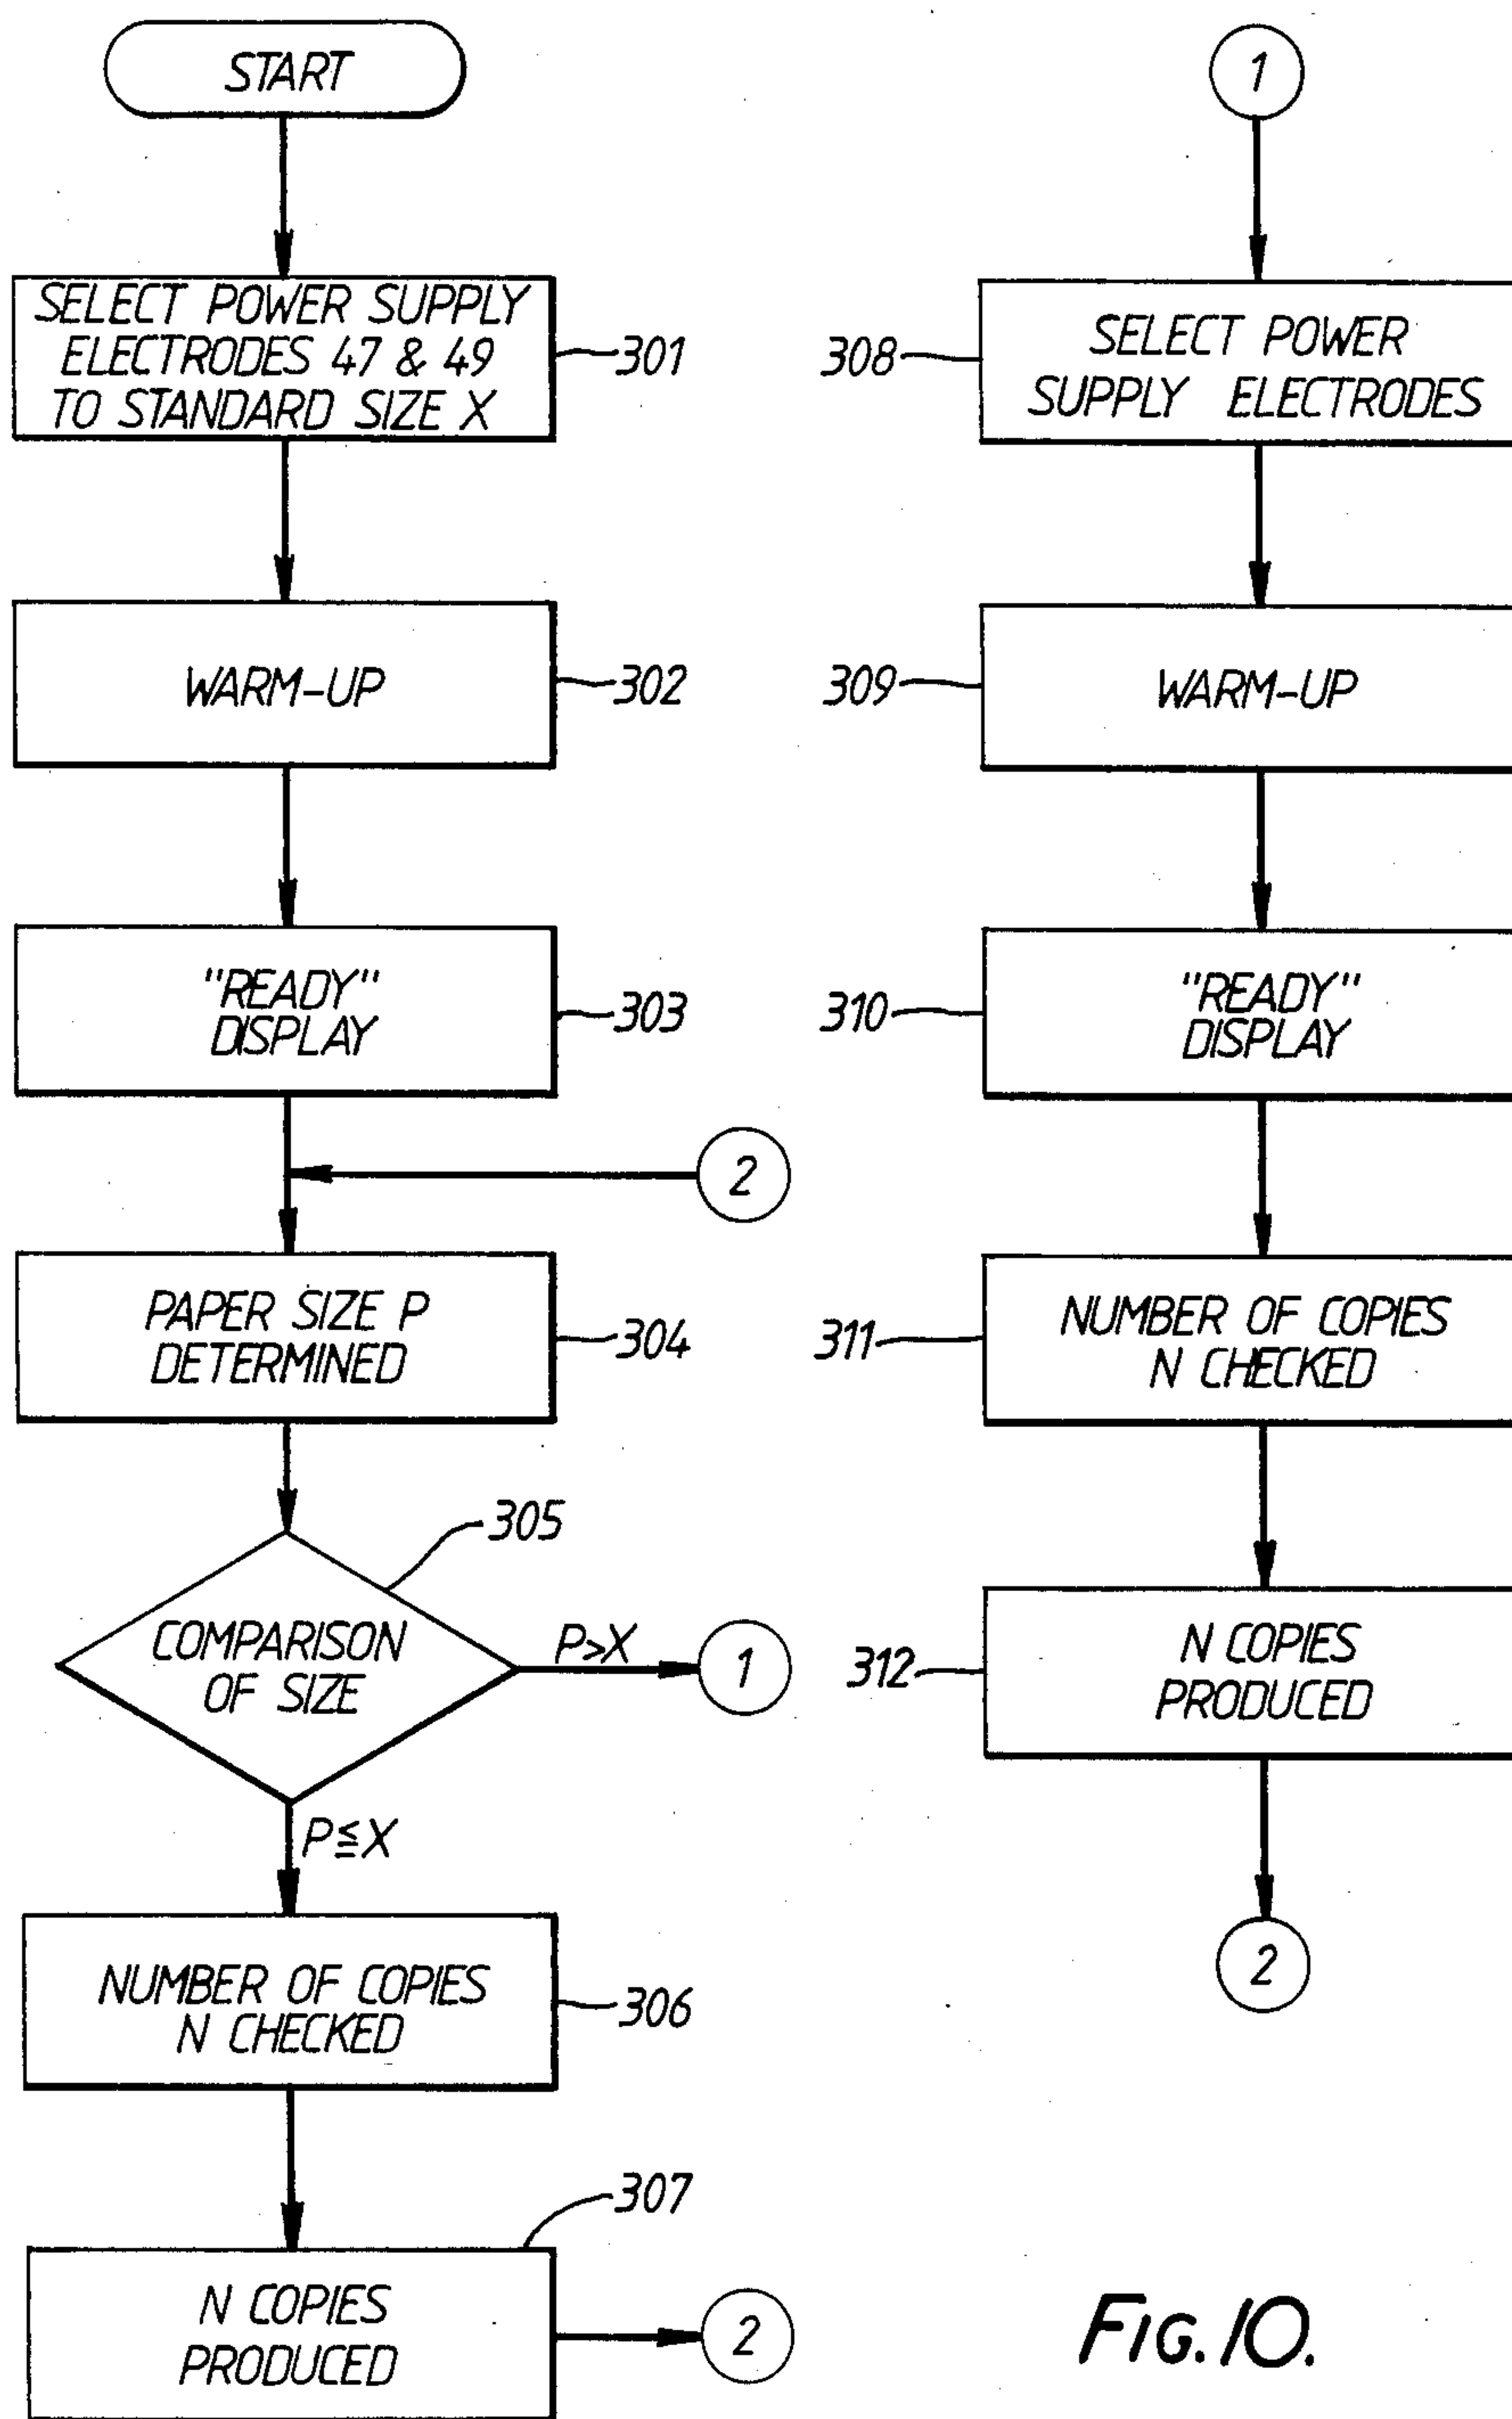 START
SELECT POWER SUPPLY
ELECTRODES 47 & 49
TO STANDARD SIZE X
301
WARM-UP
302
"READY"
DISPLAY
303
2
PAPER SIZE P
DETERMINED
304
305
COMPARISON
OF SIZE
P>X
1
P≦X
NUMBER OF COPIES
N CHECKED
306
307
N COPIES
PRODUCED
2
1
308
SELECT POWER
SUPPLY ELECTRODES
309
WARM-UP
310
"READY"
DISPLAY
311
NUMBER OF COPIES
N CHECKED
312
N COPIES
PRODUCED
2
FIG. 10.